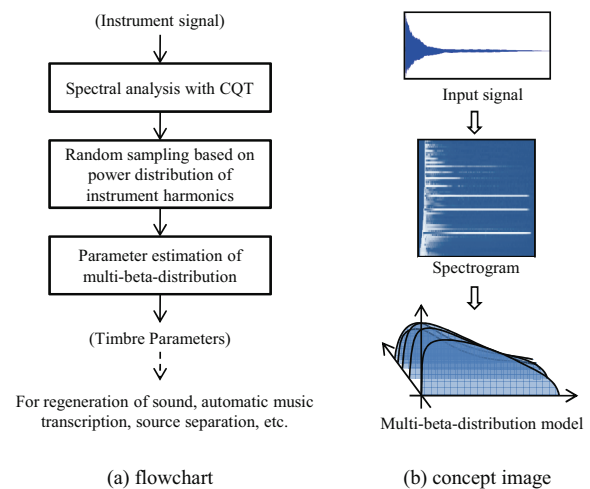 (Instrument signal)
Spectral analysis with CQT
Random sampling based on
power distribution of
instrument harmonics
Parameter estimation of
multi-beta-distribution
(Timbre Parameters)
For regeneration of sound, automatic music
transcription, source separation, etc.
(a) flowchart
Input signal
Spectrogram
Multi-beta-distribution model
(b) concept image